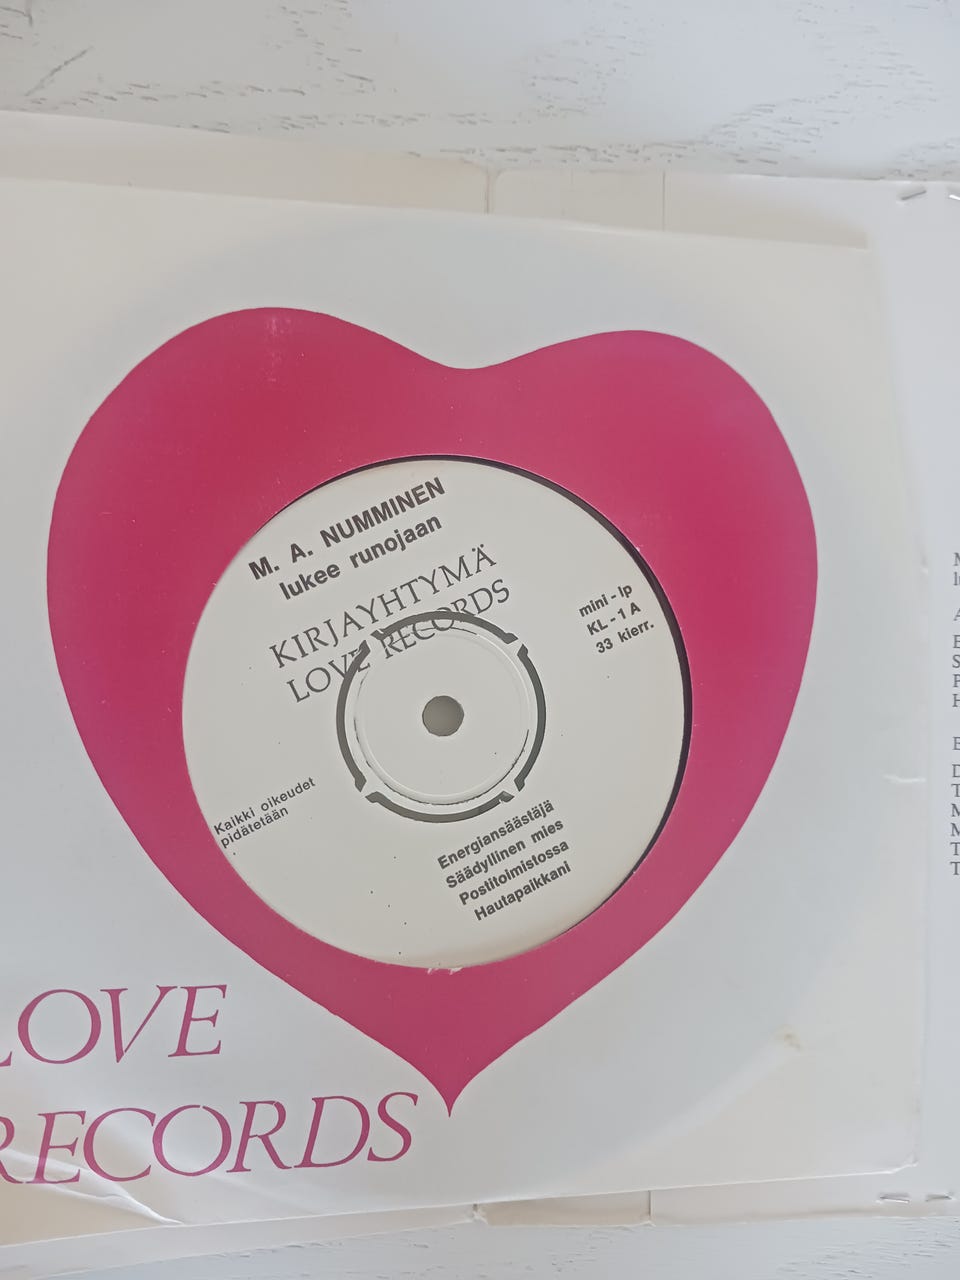 M. A. NUMMINEN
lukee runojaan
KIRJAYHTYMÄ
LOVE RECORDS
mini - lp
KL - 1 A
33 kierr.
Kaikki oikeudet
pidätetään
Energiansäästäjä
Säädyllinen mies
Postitoimistossa
Hautapaikkani
LOVE
RECORDS